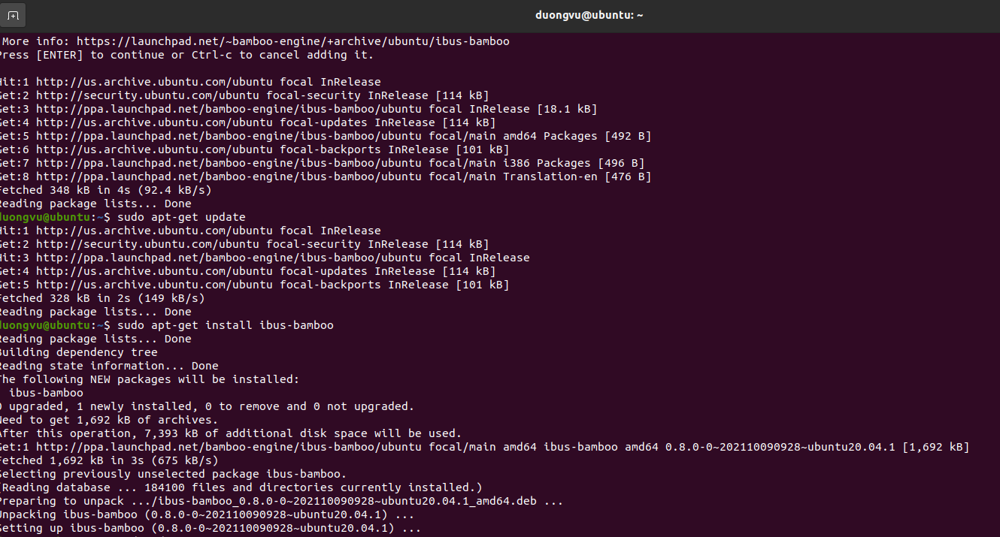 duongvu@ubuntu: ~
More info: https://launchpad.net/~bamboo-engine/+archive/ubuntu/ibus-bamboo
Press [ENTER] to continue or Ctrl-c to cancel adding it.
Hit:1 http://us.archive.ubuntu.com/ubuntu focal InRelease
Get:2 http://security.ubuntu.com/ubuntu focal-security InRelease [114 kB]
Get:3 http://ppa.launchpad.net/bamboo-engine/ibus-bamboo/ubuntu focal InRelease [18.1 kB]
Get:4 http://us.archive.ubuntu.com/ubuntu focal-updates InRelease [114 kB]
Get:5 http://ppa.launchpad.net/bamboo-engine/ibus-bamboo/ubuntu focal/main amd64 Packages [492 B]
Get:6 http://us.archive.ubuntu.com/ubuntu focal-backports InRelease [101 kB]
Get:7 http://ppa.launchpad.net/bamboo-engine/ibus-bamboo/ubuntu focal/main i386 Packages [496 B]
Get:8 http://ppa.launchpad.net/bamboo-engine/ibus-bamboo/ubuntu focal/main Translation-en [476 B]
Fetched 348 kB in 4s (92.4 kB/s)
Reading package lists... Done
duongvu@ubuntu:~$ sudo apt-get update
Hit:1 http://us.archive.ubuntu.com/ubuntu focal InRelease
Get:2 http://security.ubuntu.com/ubuntu focal-security InRelease [114 kB]
Hit:3 http://ppa.launchpad.net/bamboo-engine/ibus-bamboo/ubuntu focal InRelease
Get:4 http://us.archive.ubuntu.com/ubuntu focal-updates InRelease [114 kB]
Get:5 http://us.archive.ubuntu.com/ubuntu focal-backports InRelease [101 kB]
Fetched 328 kB in 2s (149 kB/s)
Reading package lists... Done
duongvu@ubuntu:~$ sudo apt-get install ibus-bamboo
Reading package lists... Done
Building dependency tree
Reading state information... Done
The following NEW packages will be installed:
ibus-bamboo
0 upgraded, 1 newly installed, 0 to remove and 0 not upgraded.
Need to get 1,692 kB of archives.
After this operation, 7,393 kB of additional disk space will be used.
Get:1 http://ppa.launchpad.net/bamboo-engine/ibus-bamboo/ubuntu focal/main amd64 ibus-bamboo amd64 0.8.0-0~202110090928~ubuntu20.04.1 [1,692 kB]
Fetched 1,692 kB in 3s (675 kB/s)
Selecting previously unselected package ibus-bamboo.
(Reading database ... 184100 files and directories currently installed.)
Preparing to unpack .../ibus-bamboo_0.8.0-0~202110090928~ubuntu20.04.1_amd64.deb ...
Unpacking ibus-bamboo (0.8.0-0~202110090928~ubuntu20.04.1) ...
Setting up ibus-bamboo (0.8.0-0~202110090928~ubuntu20.04.1) ...